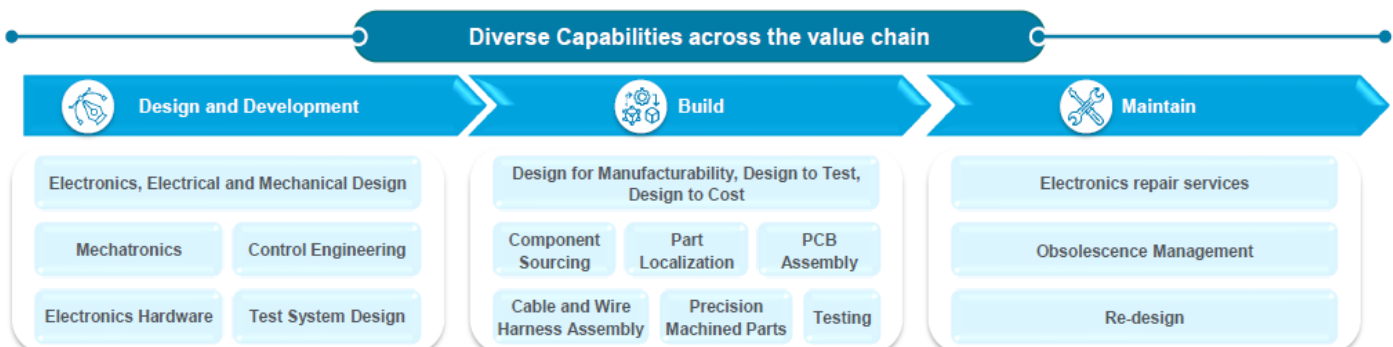 Diverse Capabilities across the value chain
Design and Development
Build
Maintain
Electronics, Electrical and Mechanical Design
Mechatronics
Control Engineering
Electronics Hardware
Test System Design
Design for Manufacturability, Design to Test,
Design to Cost
Component
Sourcing
Part
Localization
PCB
Assembly
Cable and Wire
Harness Assembly
Precision
Machined Parts
Testing
Electronics repair services
Obsolescence Management
Re-design